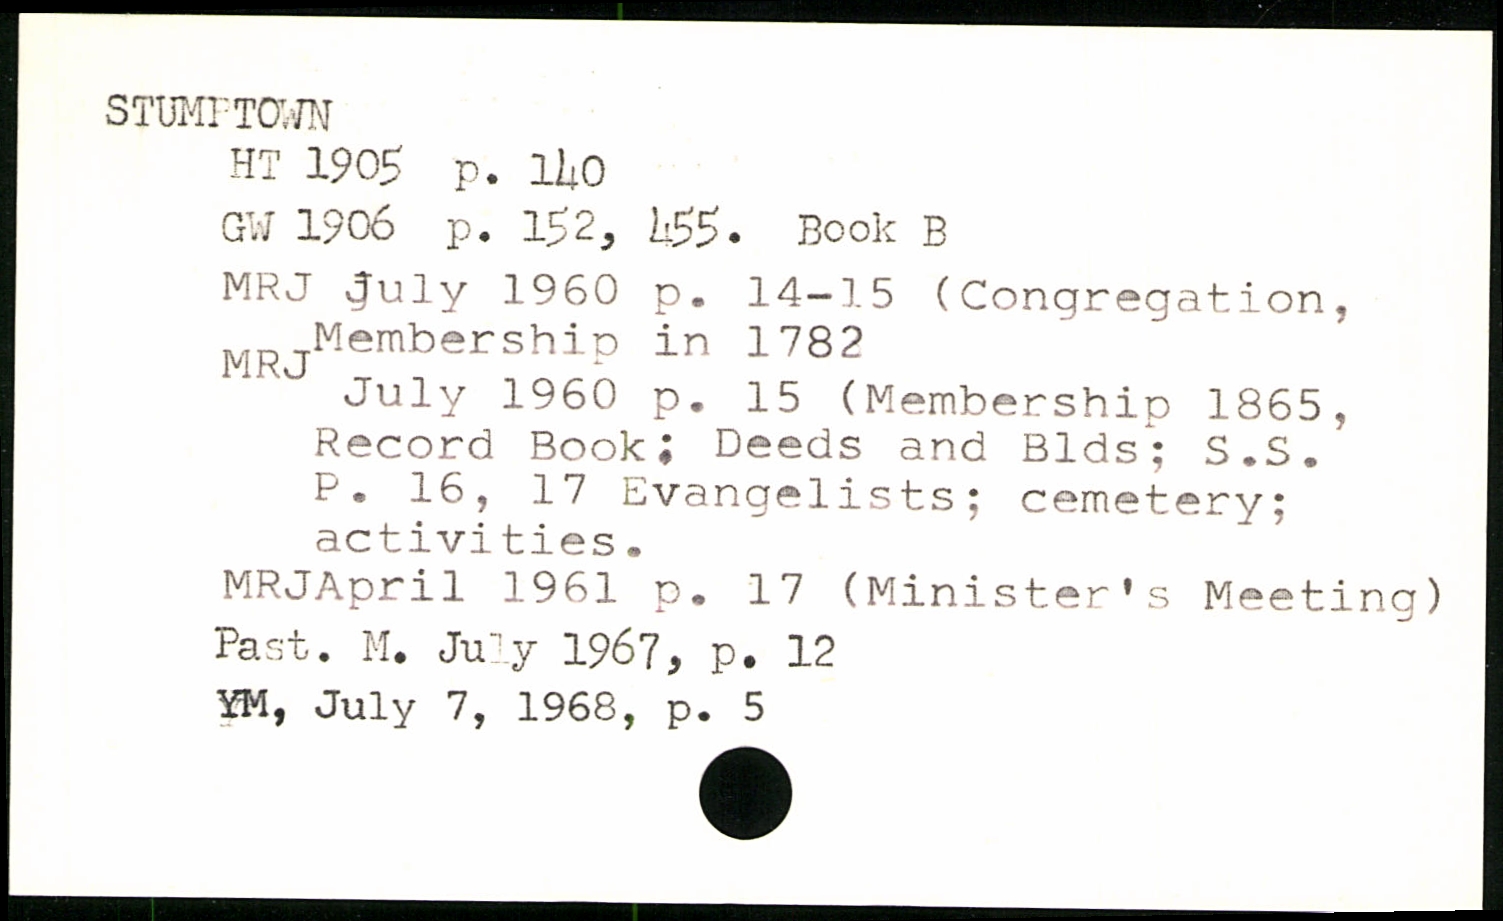 STUMPTOWN
HT 1905 p. 140
GW 1906 p. 152, 455. Book B
MRJ July 1960 p. 14-15 (Congregation,
Membership in 1782
MRJ
July 1960 p. 15 (Membership 1865,
Record Book; Deeds and Blds; S.S.
P. 16, 17 Evangelists; cemetery;
activities.
MRJApril 1961 p. 17 (Minister's Meeting)
Past. M. July 1967, p. 12
YM, July 7, 1968, p. 5